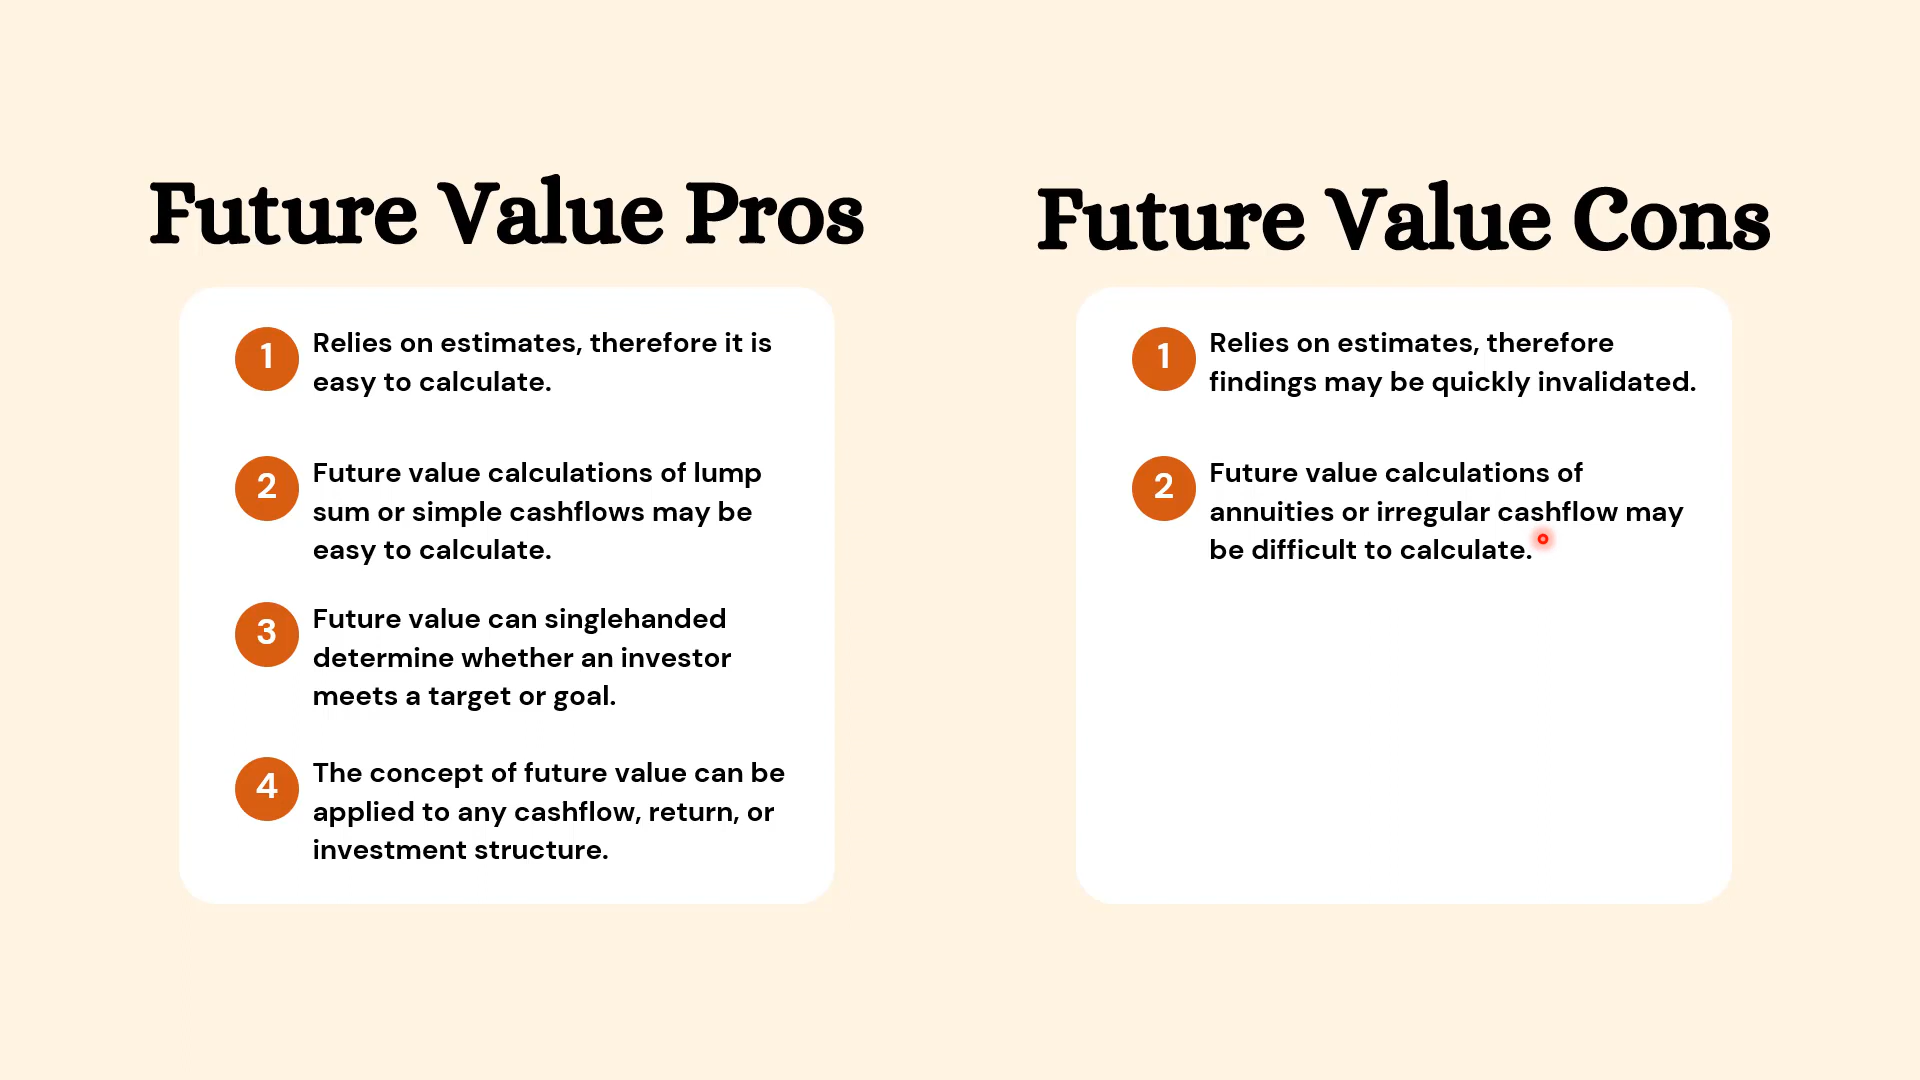 Future Value Pros
1 Relies on estimates, therefore it is
easy to calculate.
2 Future value calculations of lump
sum or simple cashflows may be
easy to calculate.
3 Future value can singlehanded
determine whether an investor
meets a target or goal.
4 The concept of future value can be
applied to any cashflow, return, or
investment structure.
Future Value Cons
1 Relies on estimates, therefore
findings may be quickly invalidated.
2 Future value calculations of
annuities or irregular cashflow may
be difficult to calculate.